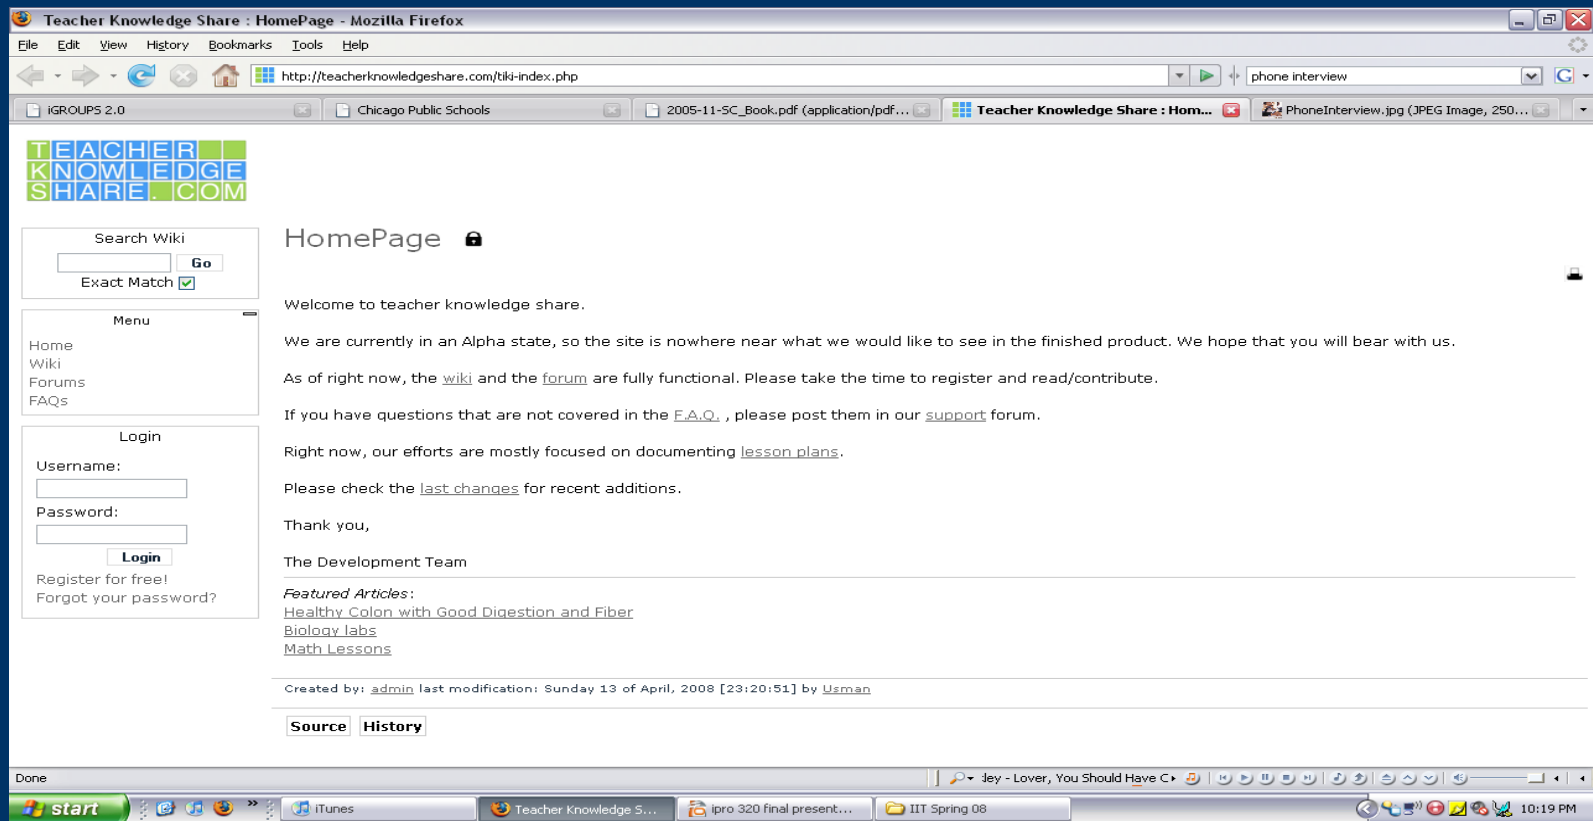 Teacher Knowledge Share : HomePage - Mozilla Firefox
File Edit View History Bookmarks Tools Help
http://teacherknowledgeshare.com/tiki-index.php
phone interview
iGROUPS 2.0
Chicago Public Schools
2005-11-SC_Book.pdf (application/pdf...
Teacher Knowledge Share : Hom...
PhoneInterview.jpg (JPEG Image, 250...
TEACHER
KNOWLEDGE
SHARE.COM
Search Wiki
Go
Exact Match
Menu
Home
Wiki
Forums
FAQs
Login
Username:
Password:
Login
Register for free!
Forgot your password?
HomePage
Welcome to teacher knowledge share.
We are currently in an Alpha state, so the site is nowhere near what we would like to see in the finished product. We hope that you will bear with us.
As of right now, the wiki and the forum are fully functional. Please take the time to register and read/contribute.
If you have questions that are not covered in the F.A.Q. , please post them in our support forum.
Right now, our efforts are mostly focused on documenting lesson plans.
Please check the last changes for recent additions.
Thank you,
The Development Team
Featured Articles:
Healthy Colon with Good Digestion and Fiber
Biology labs
Math Lessons
Created by: admin last modification: Sunday 13 of April, 2008 [23:20:51] by Usman
Source History
Done
ley - Lover, You Should Have C
start
iTunes
Teacher Knowledge S...
ipro 320 final present...
IIT Spring 08
10:19 PM